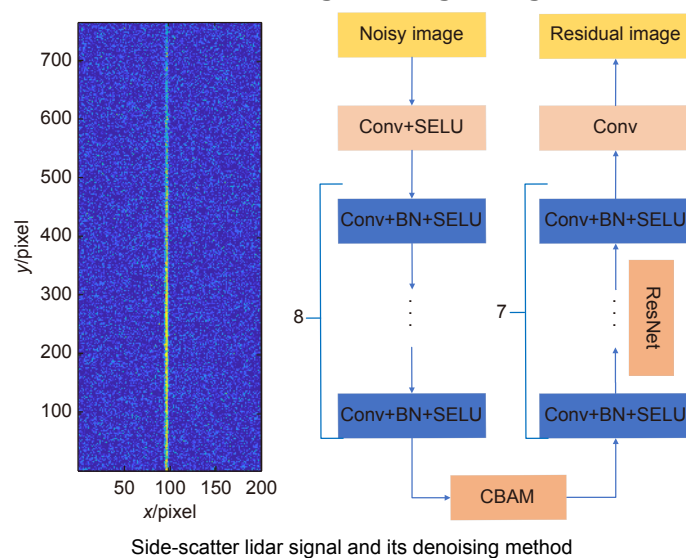 700
600
500
400
300
200
100
y/pixel
50 100 150 200
x/pixel
Noisy image
Conv+SELU
8
Conv+BN+SELU
. . .
Conv+BN+SELU
CBAM
Residual image
Conv
7
Conv+BN+SELU
. . .
ResNet
Conv+BN+SELU
Side-scatter lidar signal and its denoising method